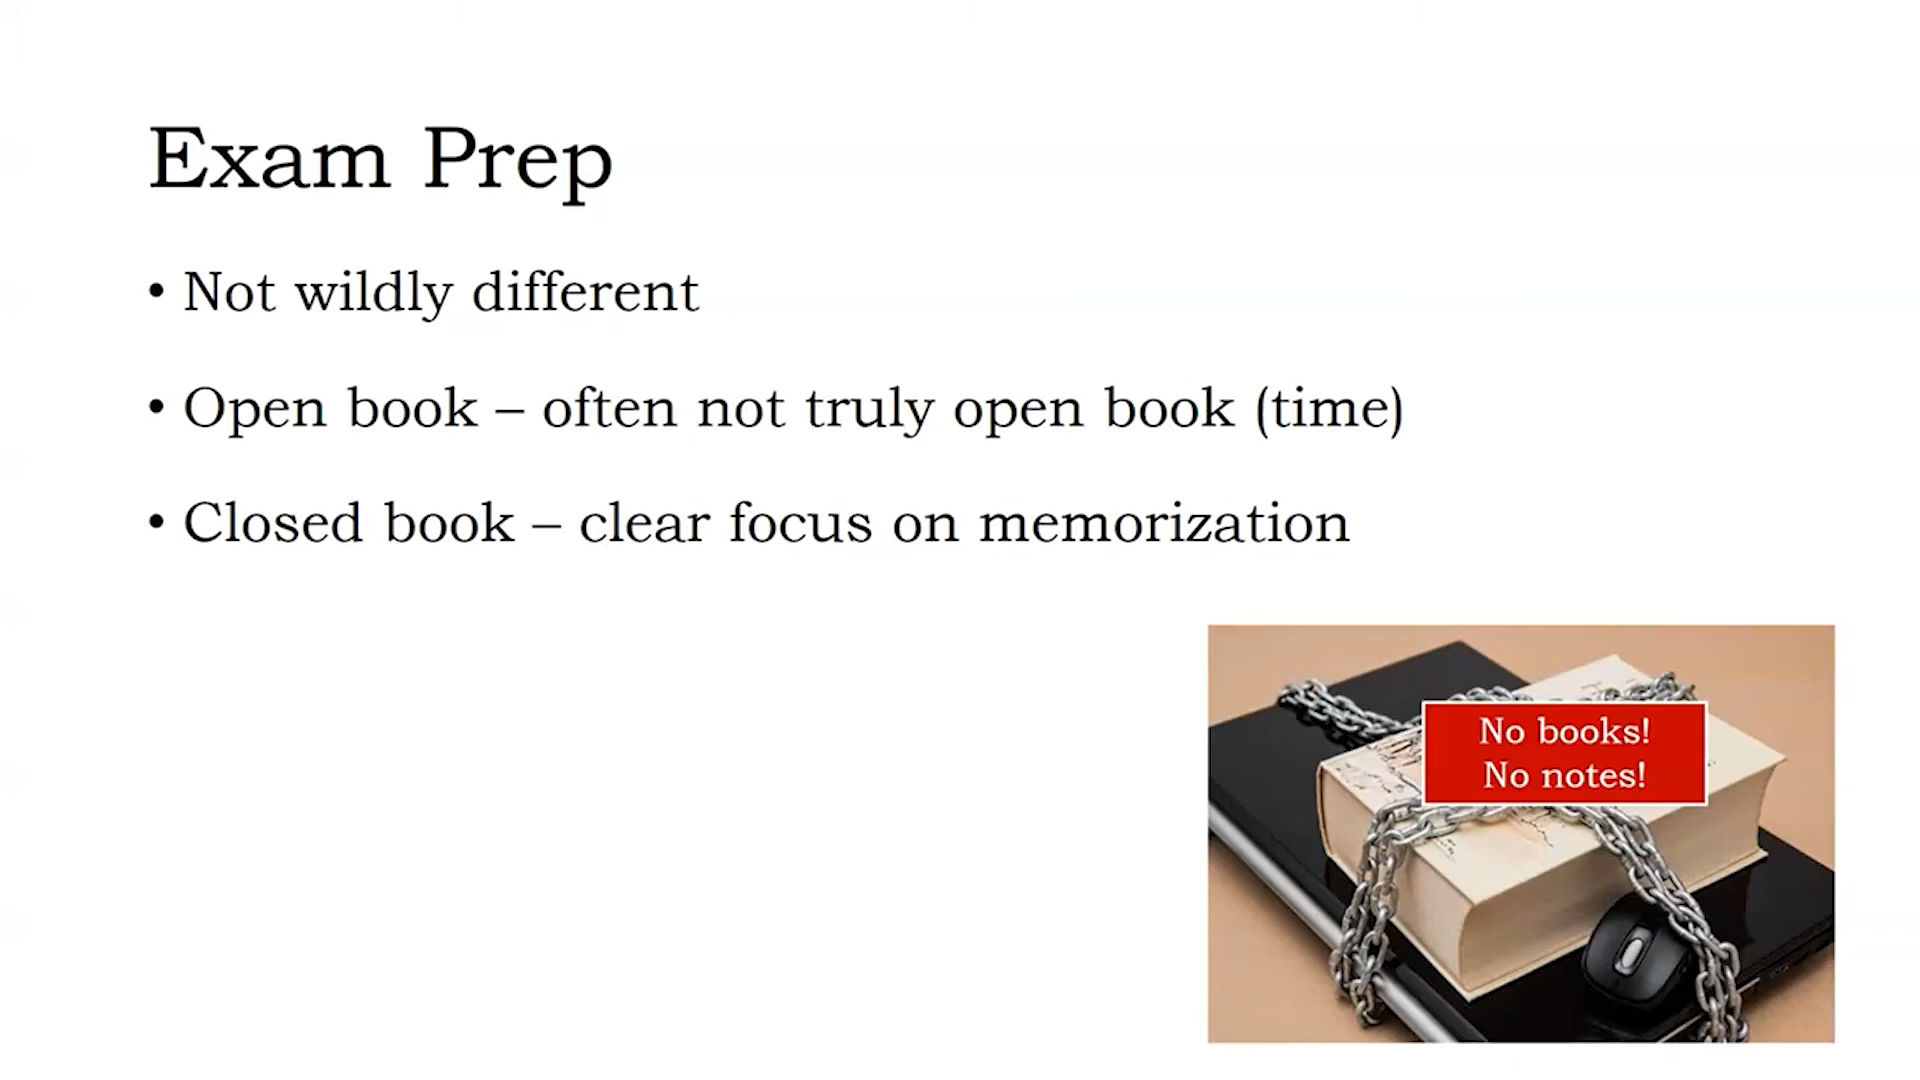 Exam Prep
• Not wildly different
• Open book – often not truly open book (time)
• Closed book – clear focus on memorization
No books!
No notes!